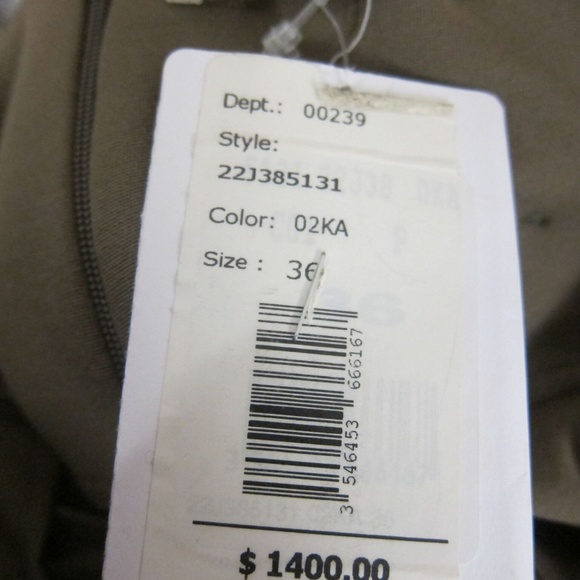 Dept.: 00239
Style:
22J385131
Color: 02KA
Size : 36
3 546453 666167
$ 1400.00